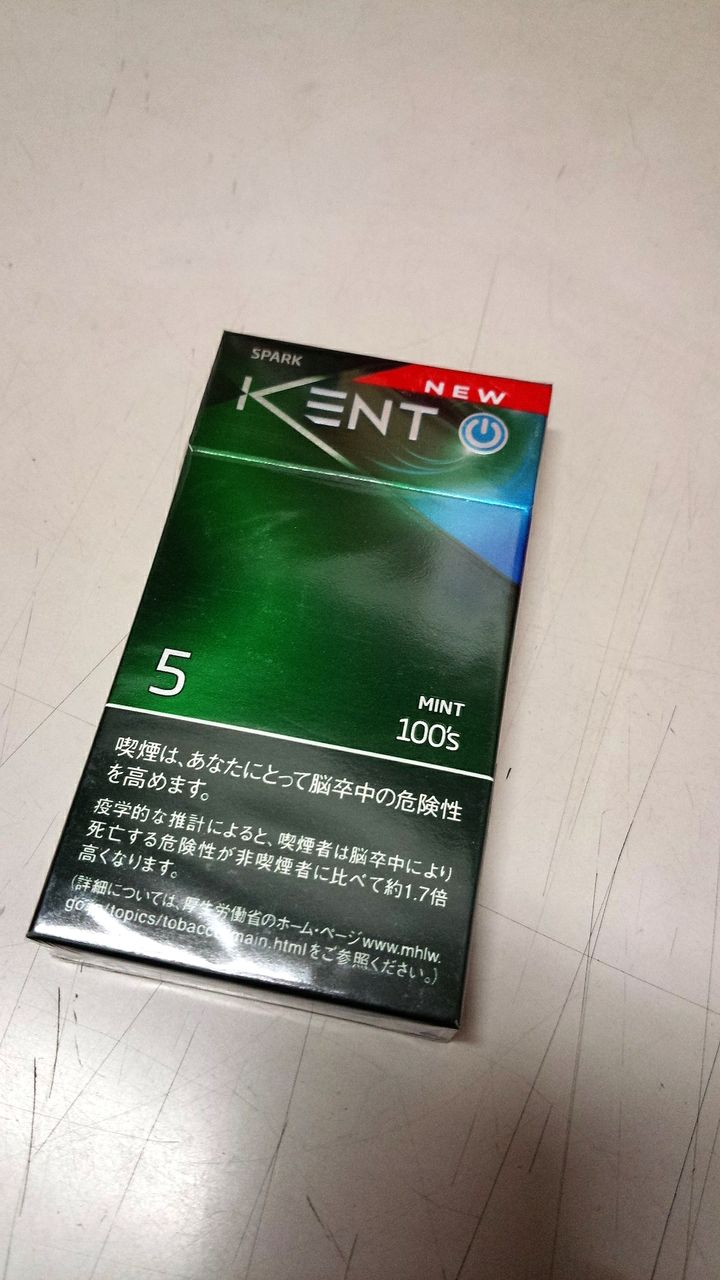 SPARK
NEW
KENT
5
MINT
100's
喫煙は、あなたにとって脳卒中の危険性
を高めます。
疫学的な推計によると、喫煙者は脳卒中により
死亡する危険性が非喫煙者に比べて約1.7倍
高くなります。
(詳細については、厚生労働省のホーム・ページwww.mhlw.
go.jp/topics/tobacco/main.htmlをご参照ください。)